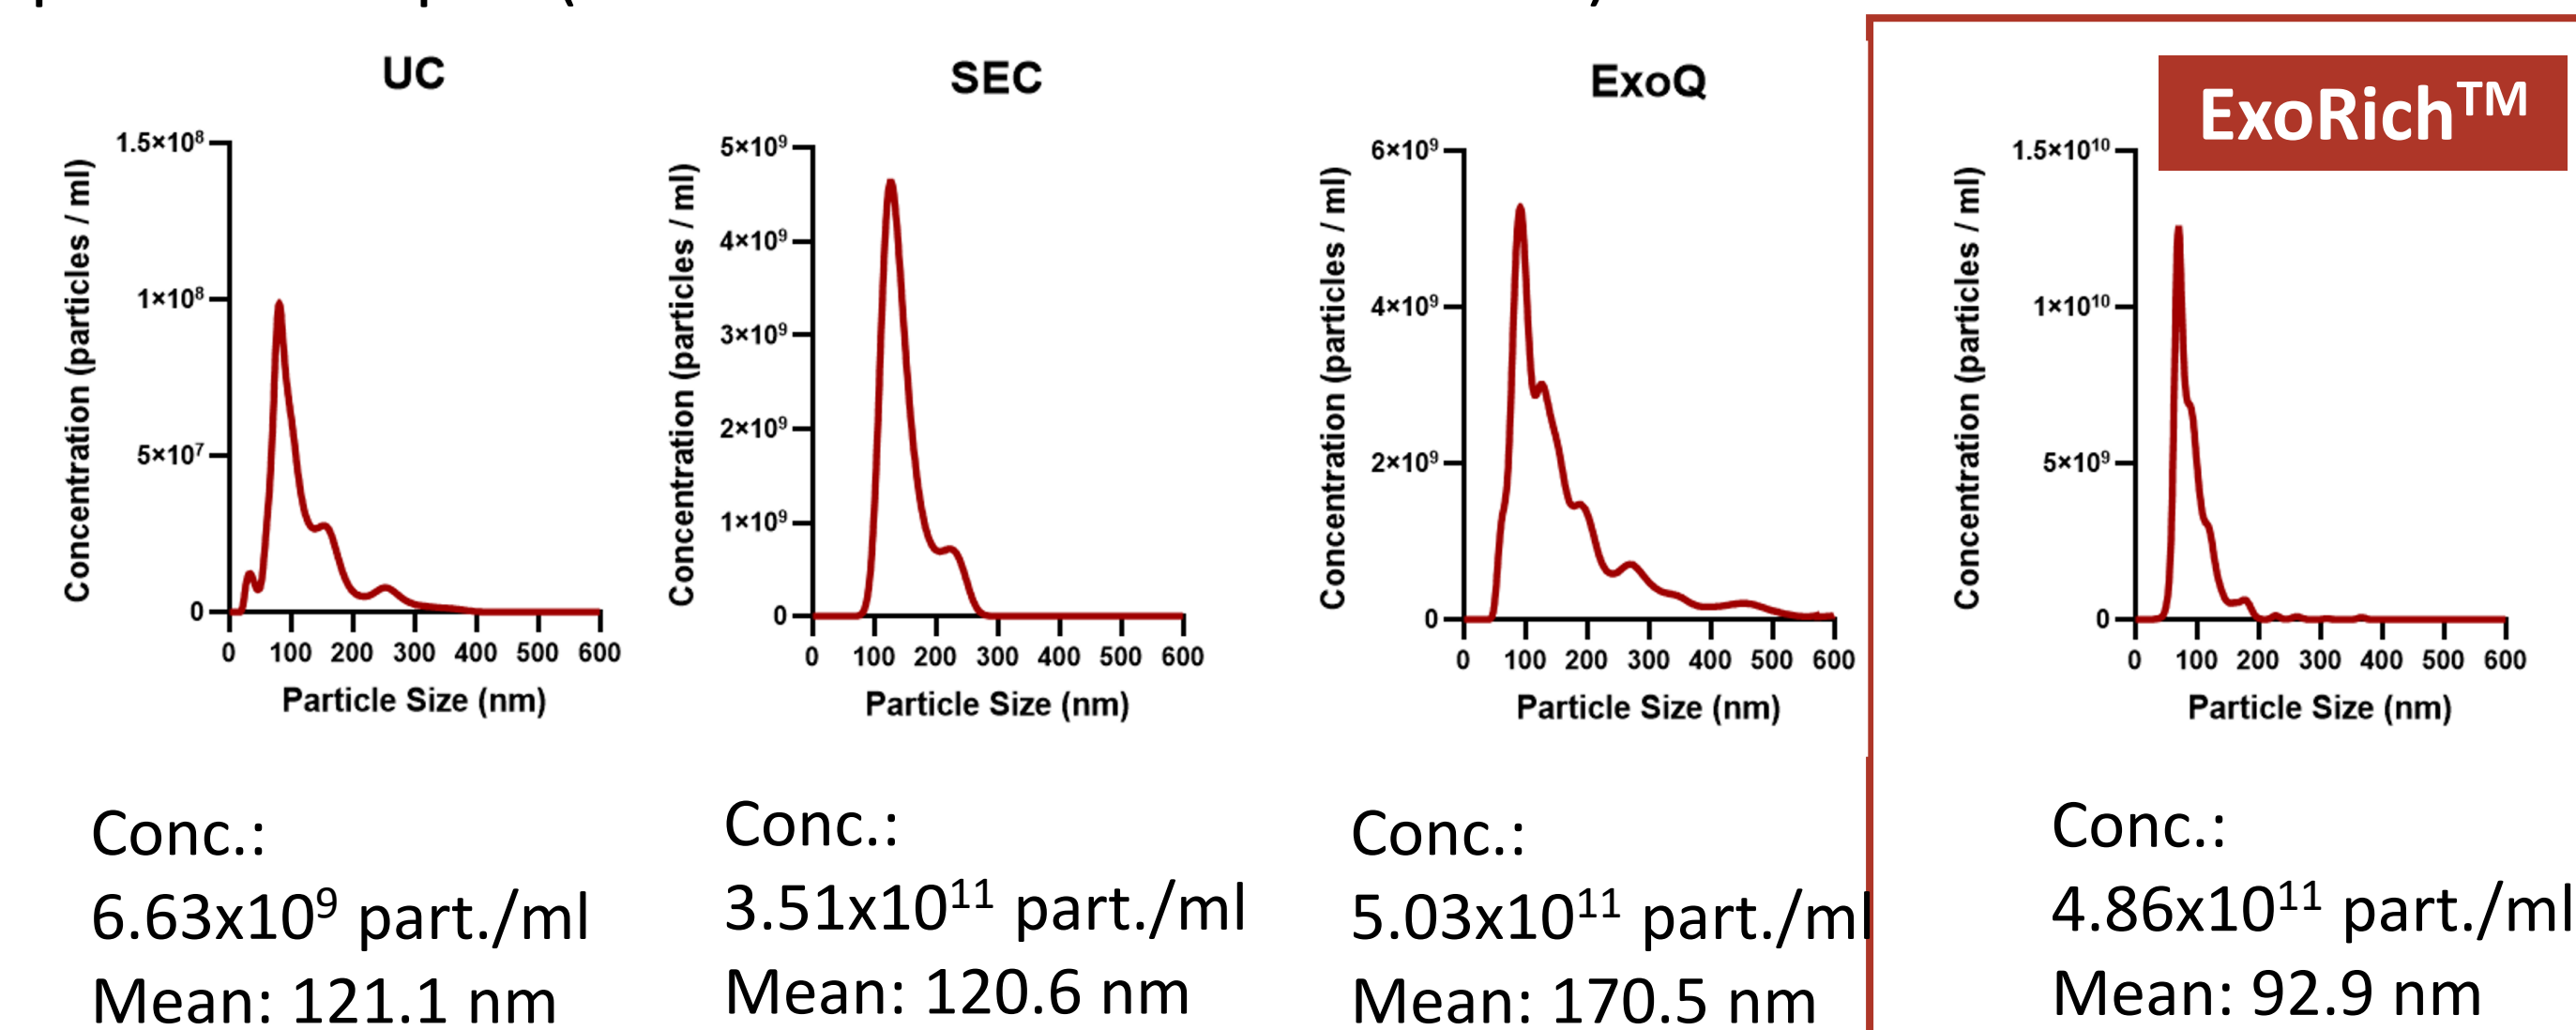 UC
1.5×10⁸
1×10⁸
5×10⁷
0
Concentration (particles / ml)
0 100 200 300 400 500 600
Particle Size (nm)
Conc.:
6.63x10⁹ part./ml
Mean: 121.1 nm
SEC
5×10⁹
4×10⁹
3×10⁹
2×10⁹
1×10⁹
0
Concentration (particles / ml)
0 100 200 300 400 500 600
Particle Size (nm)
Conc.:
3.51x10¹¹ part./ml
Mean: 120.6 nm
ExoQ
6×10⁹
4×10⁹
2×10⁹
0
Concentration (particles / ml)
0 100 200 300 400 500 600
Particle Size (nm)
Conc.:
5.03x10¹¹ part./ml
Mean: 170.5 nm
ExoRich™
1.5×10¹⁰
1×10¹⁰
5×10⁹
0
Concentration (particles / ml)
0 100 200 300 400 500 600
Particle Size (nm)
Conc.:
4.86x10¹¹ part./ml
Mean: 92.9 nm